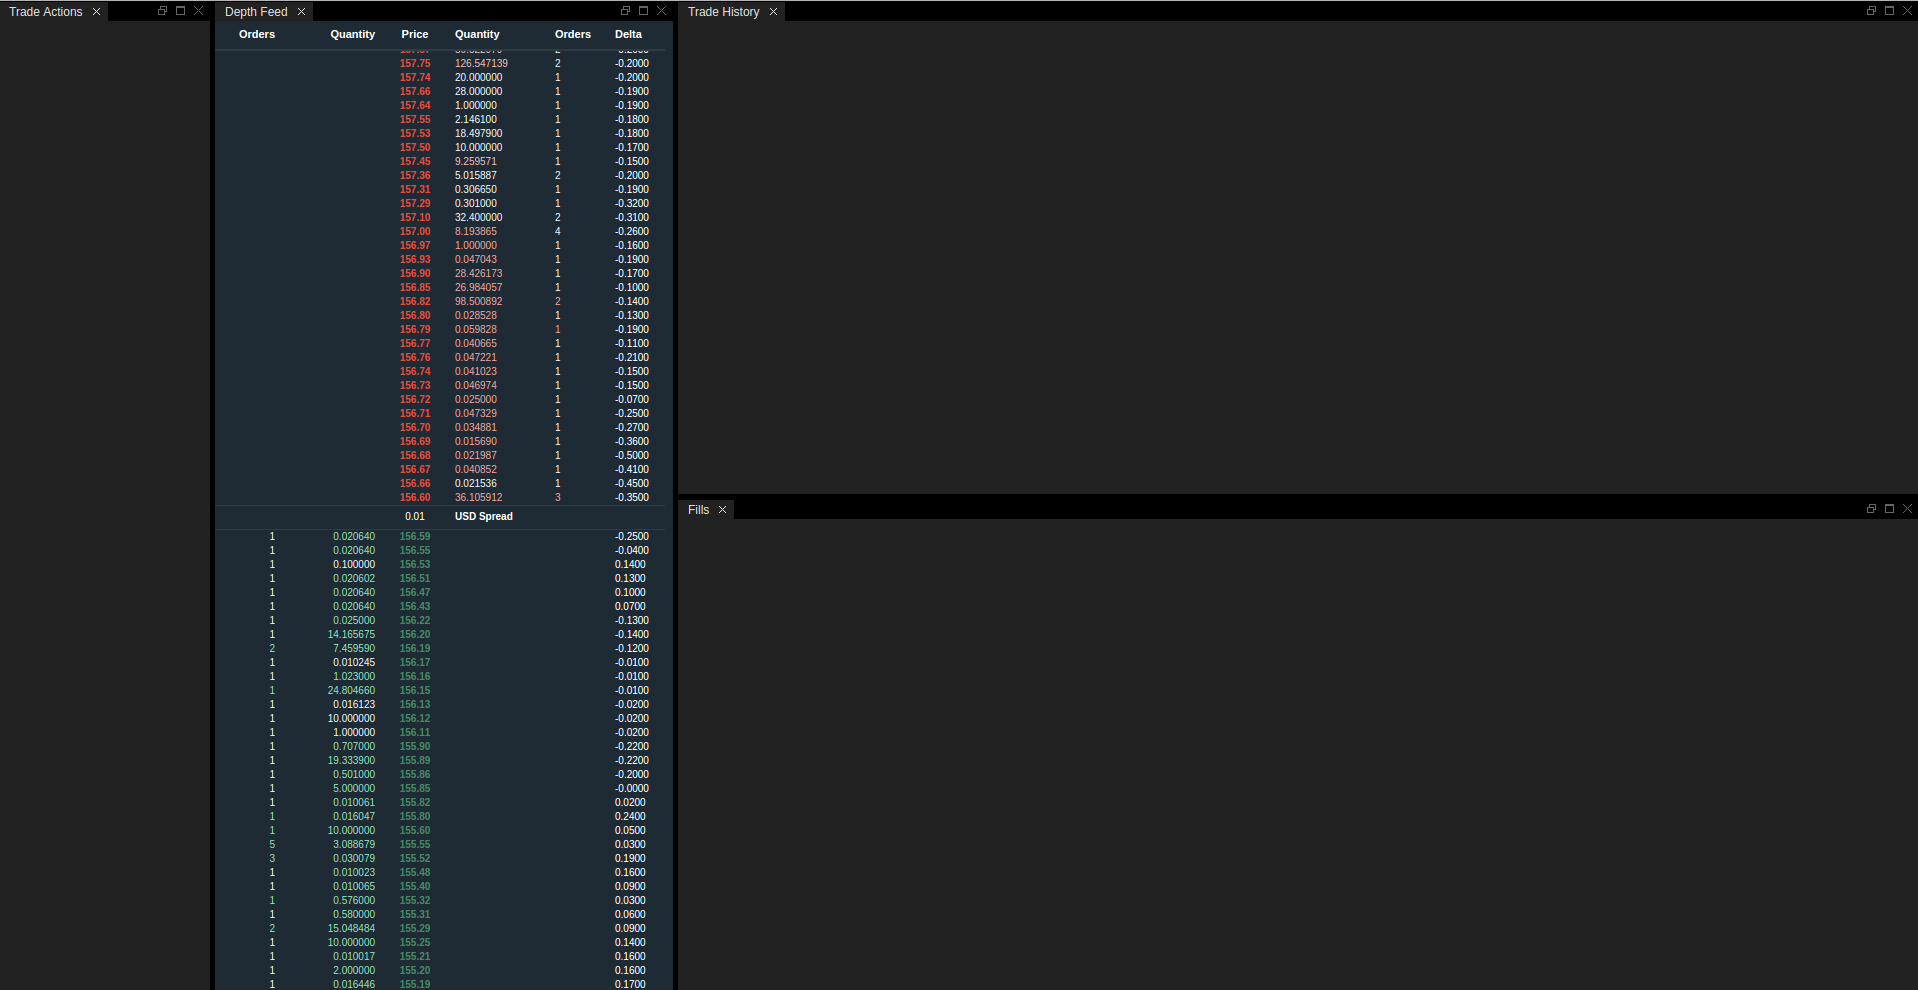 Trade Actions
Depth Feed
Trade History
Orders Quantity Price Quantity Orders Delta
157.75 126.547139 2 -0.2000
157.74 20.000000 1 -0.2000
157.66 28.000000 1 -0.1900
157.64 1.000000 1 -0.1900
157.55 2.146100 1 -0.1800
157.53 18.497900 1 -0.1800
157.50 10.000000 1 -0.1700
157.45 9.259571 1 -0.1500
157.36 5.015887 2 -0.2000
157.31 0.306650 1 -0.1900
157.29 0.301000 1 -0.3200
157.10 32.400000 2 -0.3100
157.00 8.193865 4 -0.2600
156.97 1.000000 1 -0.1600
156.93 0.047043 1 -0.1900
156.90 28.426173 1 -0.1700
156.85 26.984057 1 -0.1000
156.82 98.500892 2 -0.1400
156.80 0.028528 1 -0.1300
156.79 0.059828 1 -0.1900
156.77 0.040665 1 -0.1100
156.76 0.047221 1 -0.2100
156.74 0.041023 1 -0.1500
156.73 0.046974 1 -0.1500
156.72 0.025000 1 -0.0700
156.71 0.047329 1 -0.2500
156.70 0.034881 1 -0.2700
156.69 0.015690 1 -0.3600
156.68 0.021987 1 -0.5000
156.67 0.040852 1 -0.4100
156.66 0.021536 1 -0.4500
156.60 36.105912 3 -0.3500
0.01 USD Spread
1 0.020640 156.59 -0.2500
1 0.020640 156.55 -0.0400
1 0.100000 156.53 0.1400
1 0.020602 156.51 0.1300
1 0.020640 156.47 0.1000
1 0.020640 156.43 0.0700
1 0.025000 156.22 -0.1300
1 14.165675 156.20 -0.1400
2 7.459590 156.19 -0.1200
1 0.010245 156.17 -0.0100
1 1.023000 156.16 -0.0100
1 24.804660 156.15 -0.0100
1 0.016123 156.13 -0.0200
1 10.000000 156.12 -0.0200
1 1.000000 156.11 -0.0200
1 0.707000 155.90 -0.2200
1 19.333900 155.89 -0.2200
1 0.501000 155.86 -0.2000
1 5.000000 155.85 -0.0000
1 0.010061 155.82 0.0200
1 0.016047 155.80 0.2400
1 10.000000 155.60 0.0500
5 3.088679 155.55 0.0300
3 0.030079 155.52 0.1900
1 0.010023 155.48 0.1600
1 0.010065 155.40 0.0900
1 0.576000 155.32 0.0300
1 0.580000 155.31 0.0600
2 15.048484 155.29 0.0900
1 10.000000 155.25 0.1400
1 0.010017 155.21 0.1600
1 2.000000 155.20 0.1600
1 0.016446 155.19 0.1700
Fills